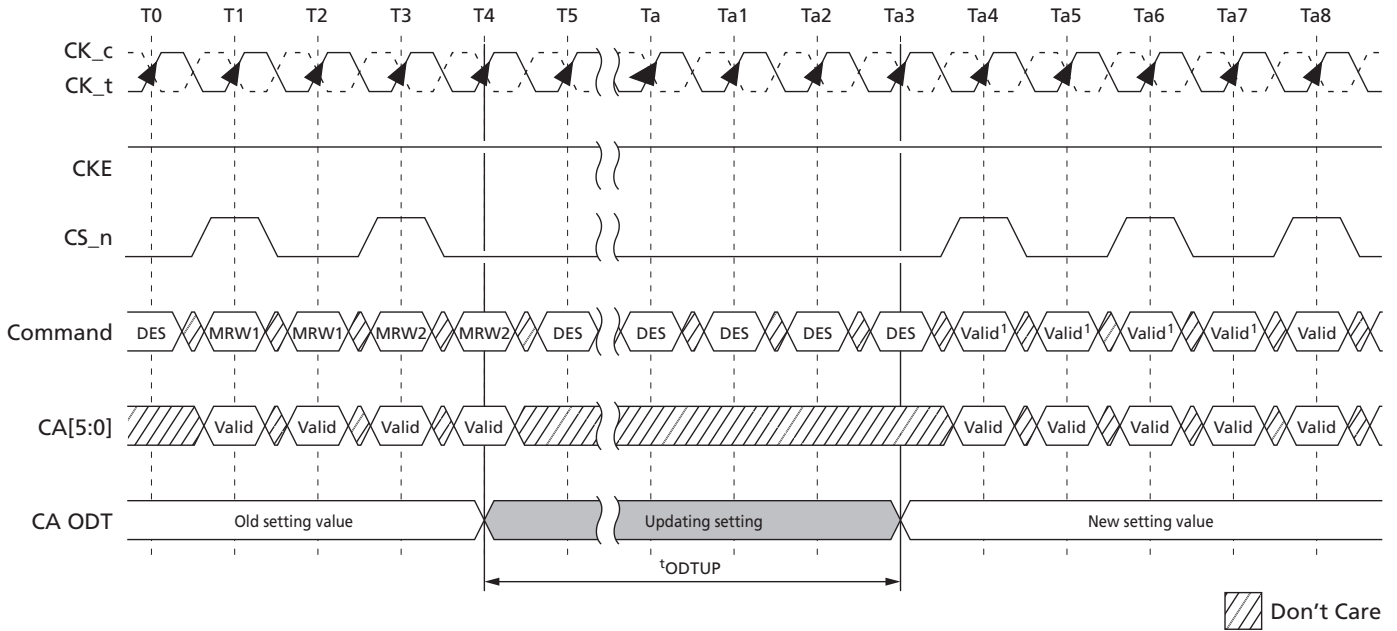 T0 T1 T2 T3 T4 T5 Ta Ta1 Ta2 Ta3 Ta4 Ta5 Ta6 Ta7 Ta8
CK_c
CK_t
CKE
CS_n
Command DES MRW1 MRW1 MRW2 MRW2 DES DES DES DES DES Valid¹ Valid¹ Valid¹ Valid¹ Valid
CA[5:0] Valid Valid Valid Valid Valid Valid Valid Valid Valid
CA ODT Old setting value Updating setting New setting value
tODTUP
Don't Care